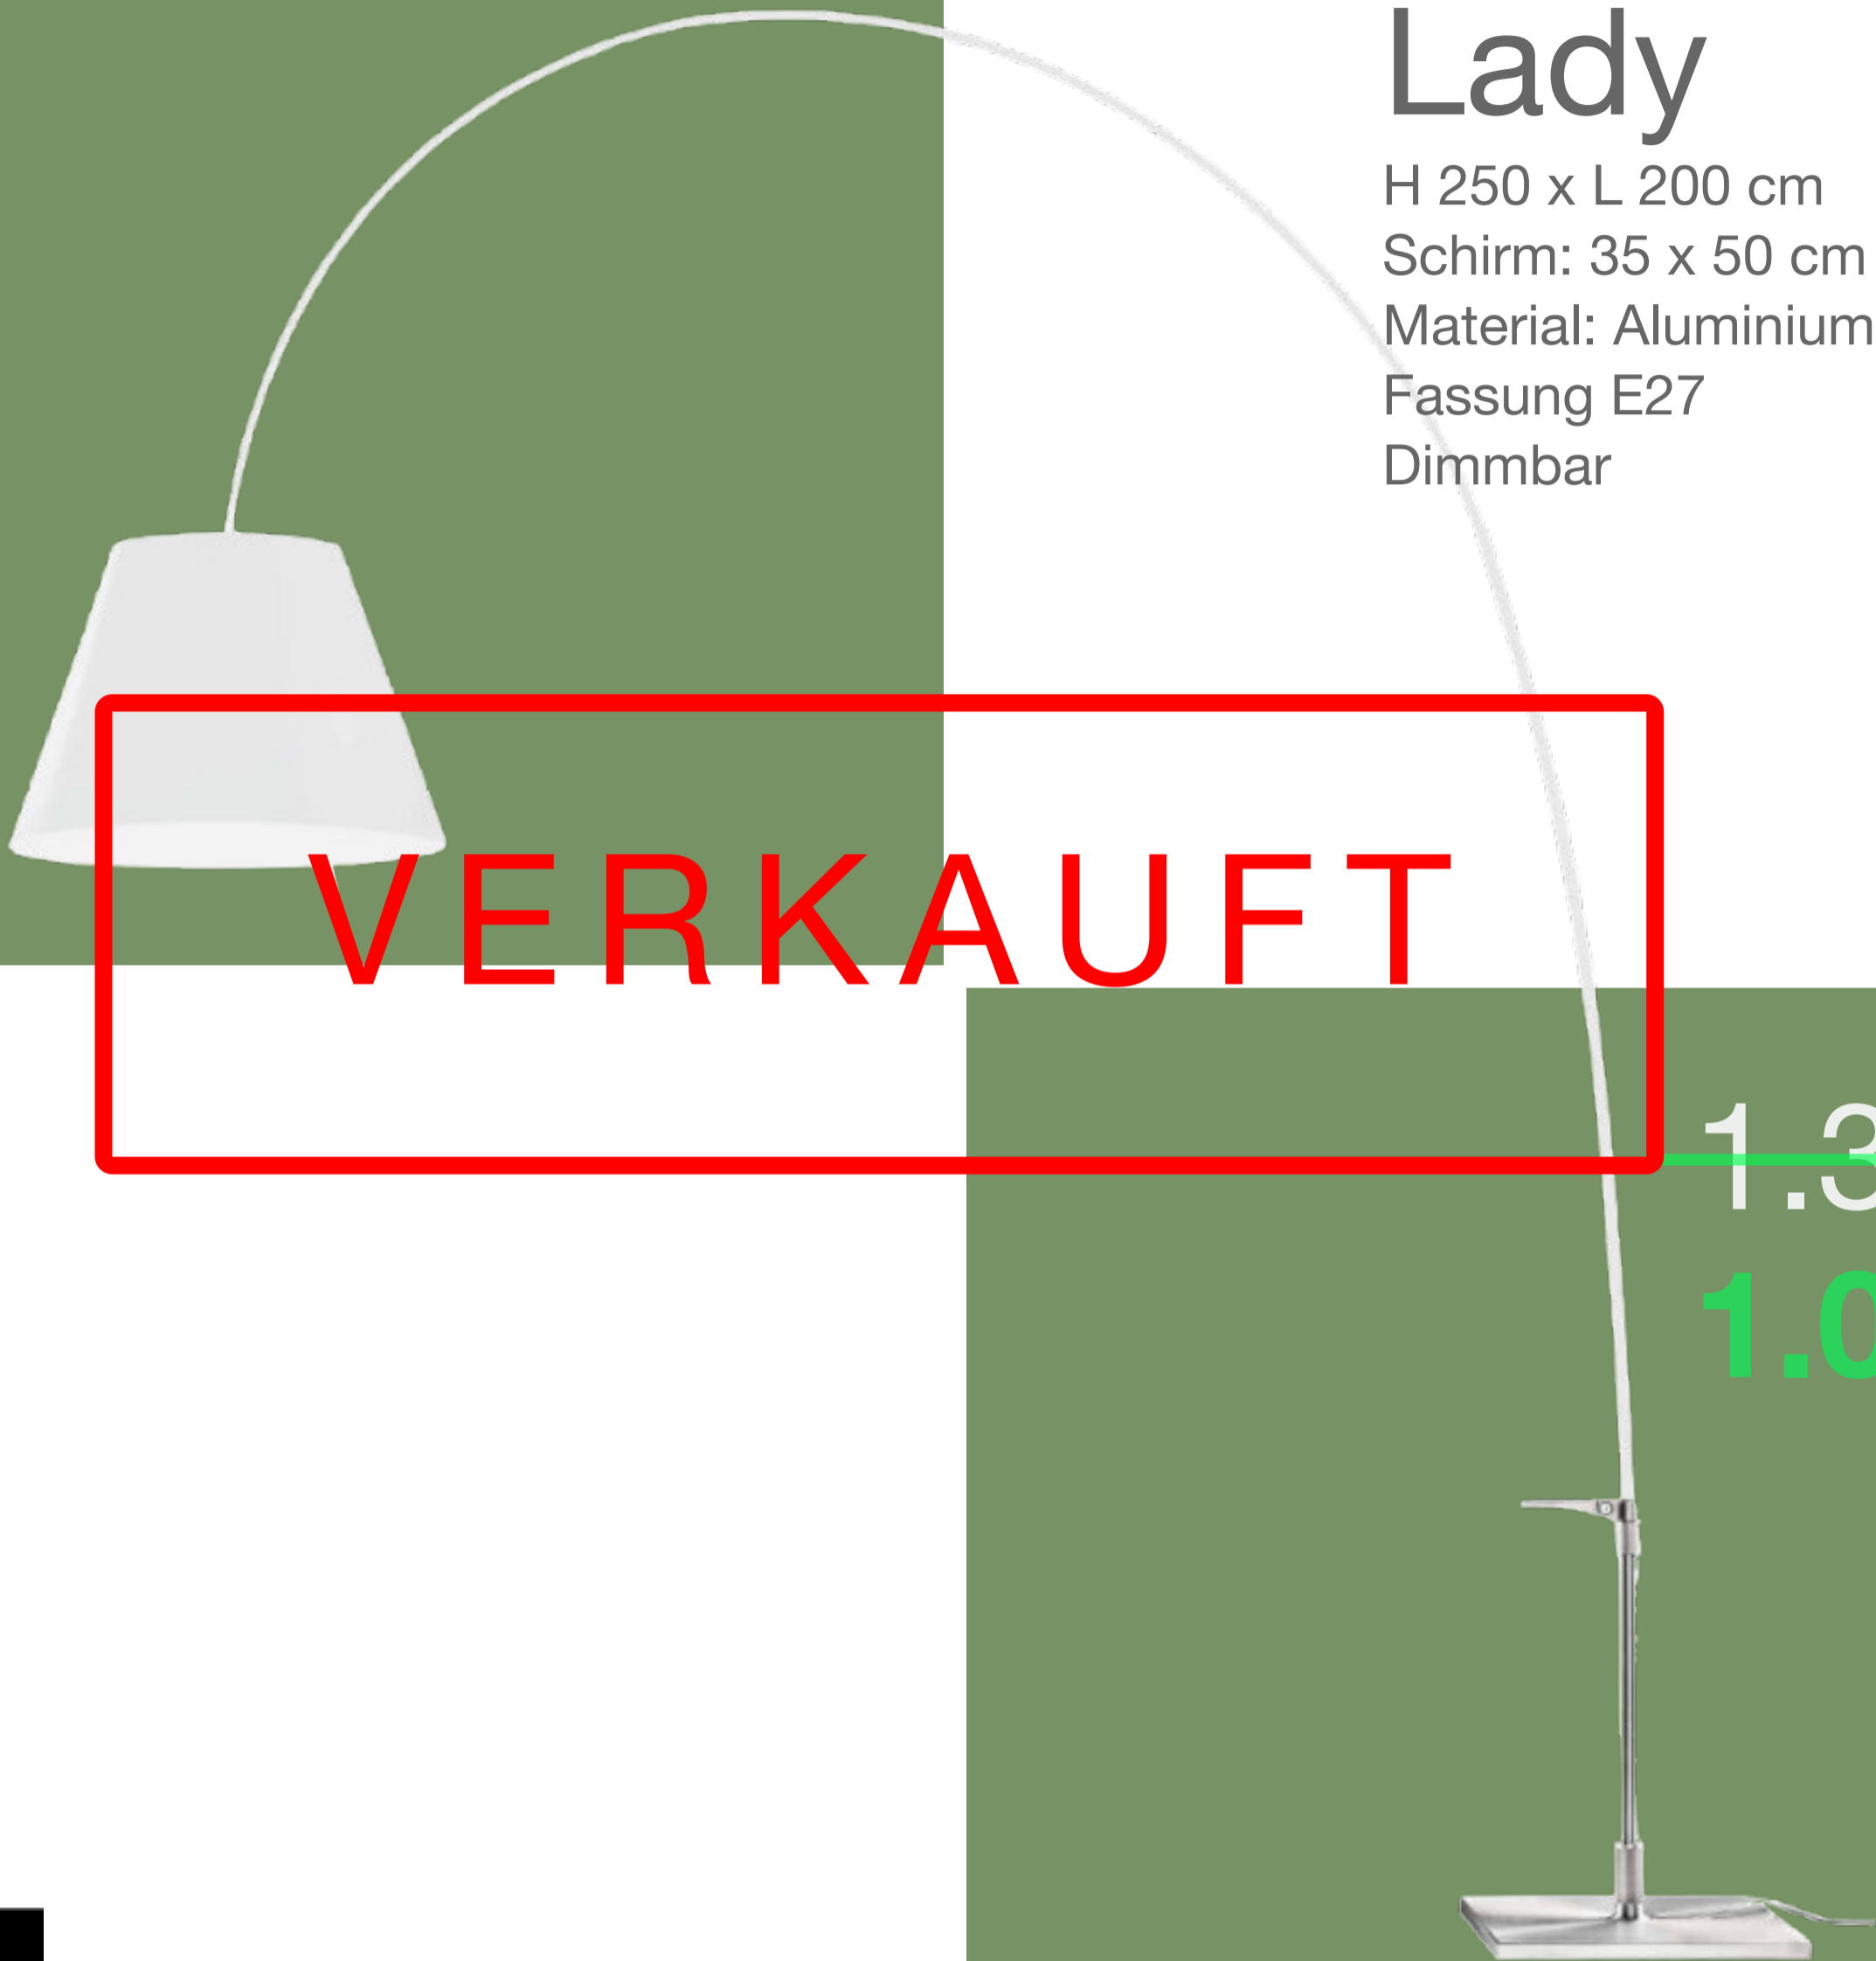 Lady
H 250 x L 200 cm
Schirm: 35 x 50 cm
Material: Aluminium
Fassung E27
Dimmbar
VERKAUFT